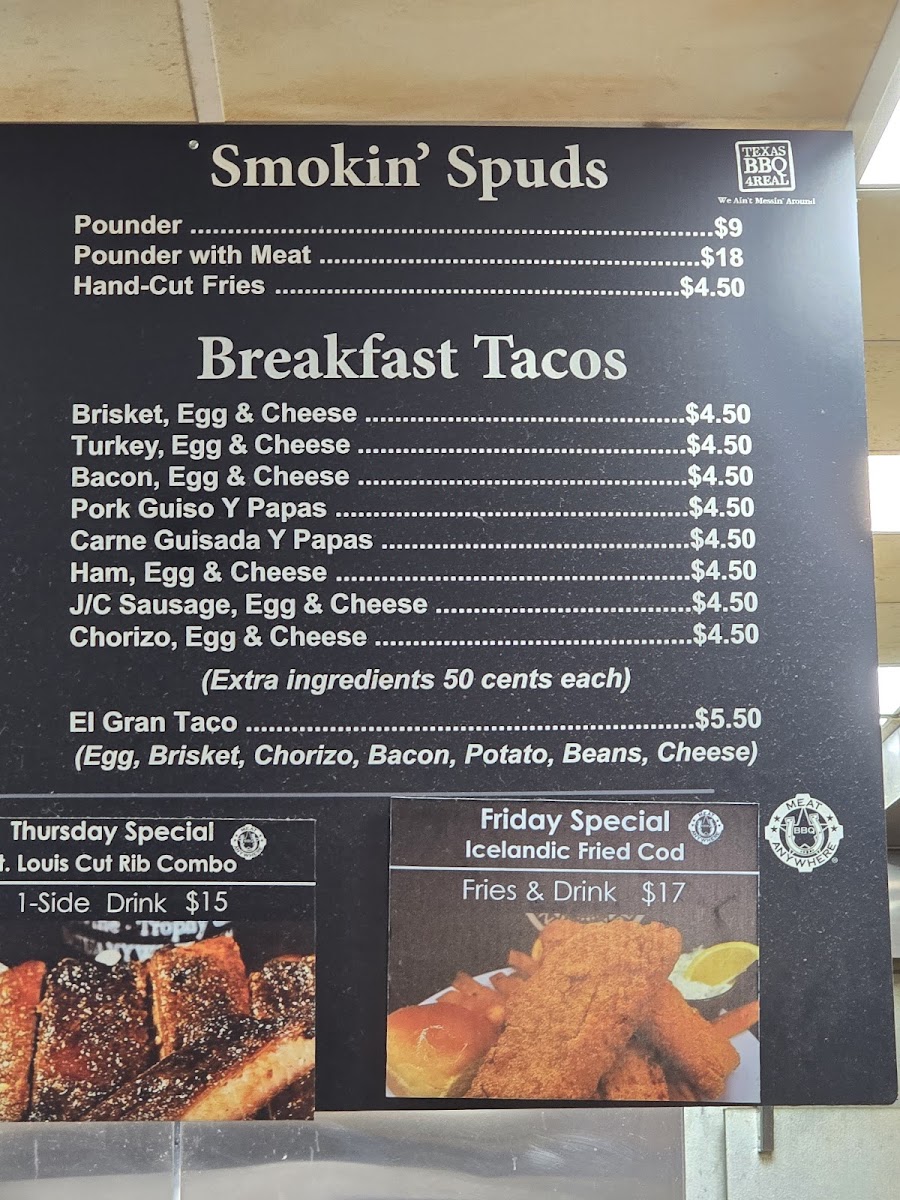 Smokin' Spuds
TEXAS
BBQ
4REAL
We Ain't Messin' Around
Pounder ........ $9
Pounder with Meat ........ $18
Hand-Cut Fries ........ $4.50
Breakfast Tacos
Brisket, Egg & Cheese ........ $4.50
Turkey, Egg & Cheese ........ $4.50
Bacon, Egg & Cheese ........ $4.50
Pork Guiso Y Papas ........ $4.50
Carne Guisada Y Papas ........ $4.50
Ham, Egg & Cheese ........ $4.50
J/C Sausage, Egg & Cheese ........ $4.50
Chorizo, Egg & Cheese ........ $4.50
(Extra ingredients 50 cents each)
El Gran Taco ........ $5.50
(Egg, Brisket, Chorizo, Bacon, Potato, Beans, Cheese)
Thursday Special
t. Louis Cut Rib Combo
1-Side Drink $15
Trophy
Friday Special
Icelandic Fried Cod
Fries & Drink $17
MEAT
BBQ
ANYWHERE